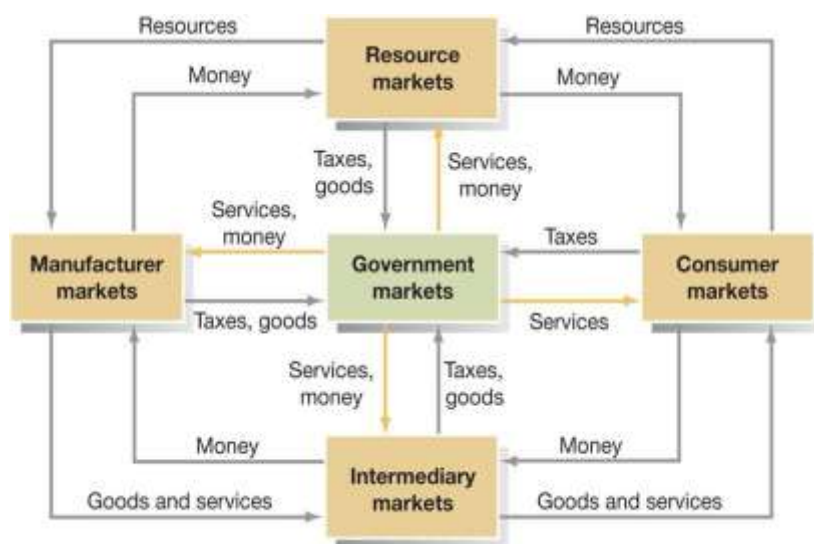 Resources
Resource
markets
Resources
Money
Money
Taxes,
goods
Services,
money
Services,
money
Manufacturer
markets
Government
markets
Taxes
Consumer
markets
Taxes, goods
Services
Services,
money
Taxes,
goods
Money
Intermediary
markets
Money
Goods and services
Goods and services